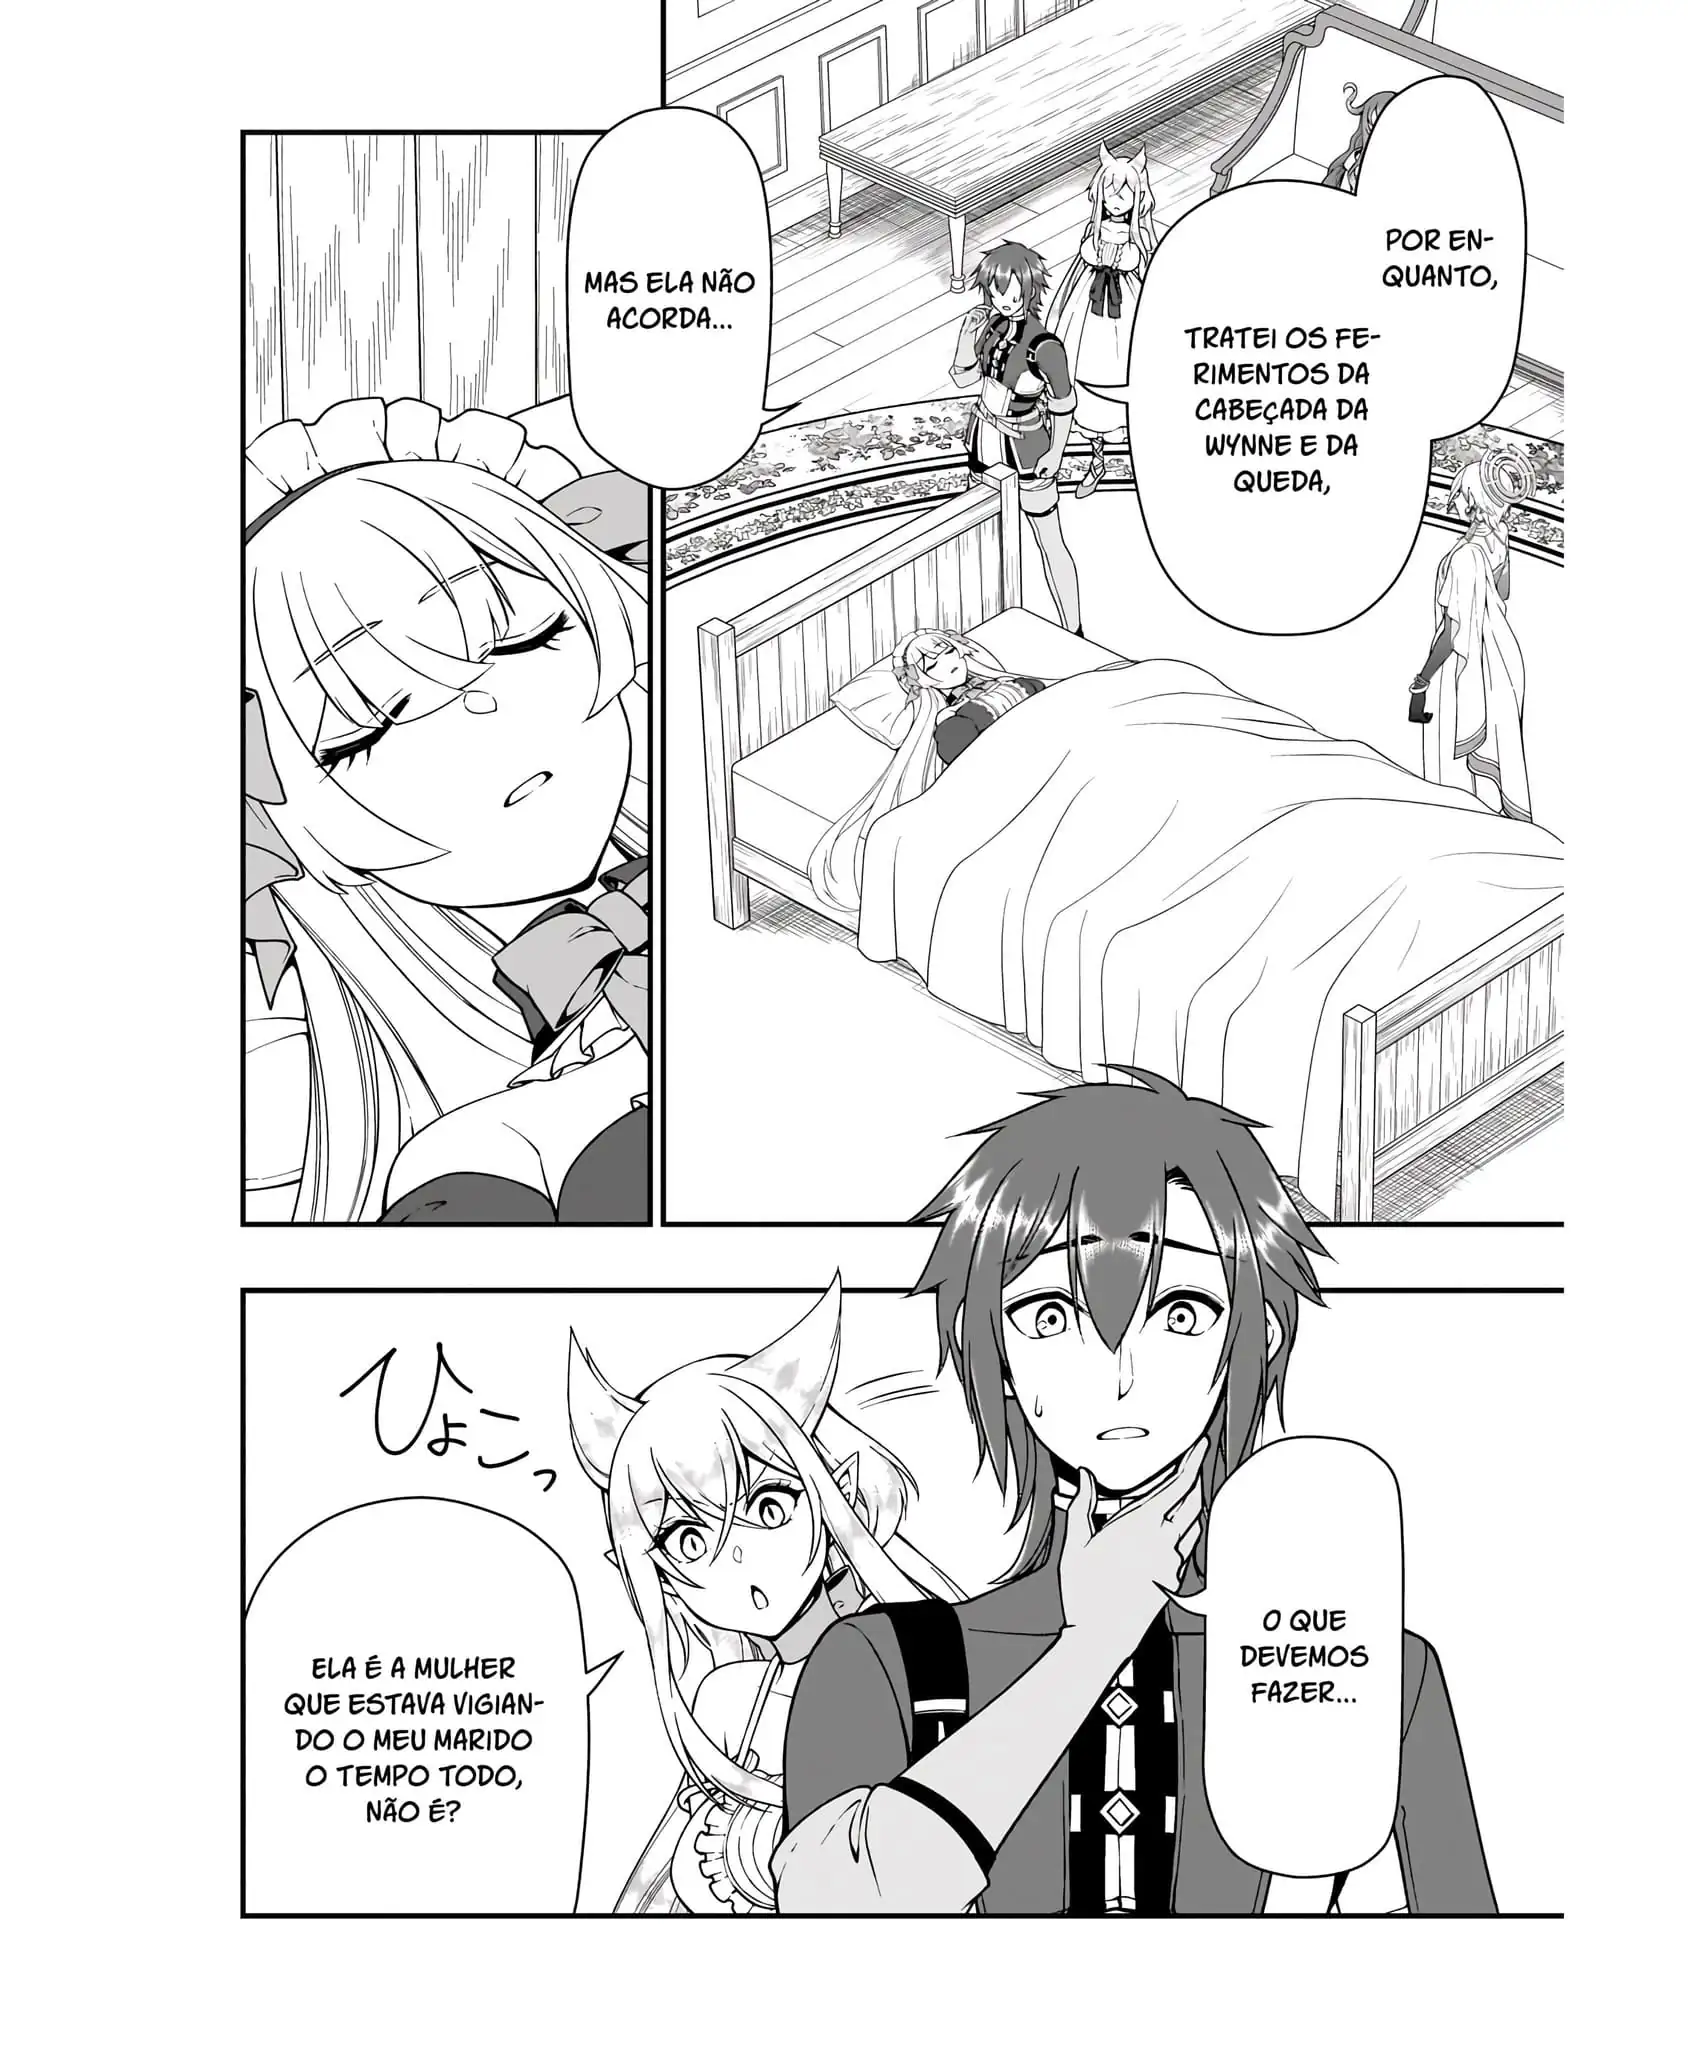 POR EN-
QUANTO,
TRATEI OS FE-
RIMENTOS DA
CABEÇADA DA
WYNNE E DA
QUEDA,
MAS ELA NÃO
ACORDA...
O QUE
DEVEMOS
FAZER...
ひょこっ
ELA É A MULHER
QUE ESTAVA VIGIAN-
DO O MEU MARIDO
O TEMPO TODO,
NÃO É?